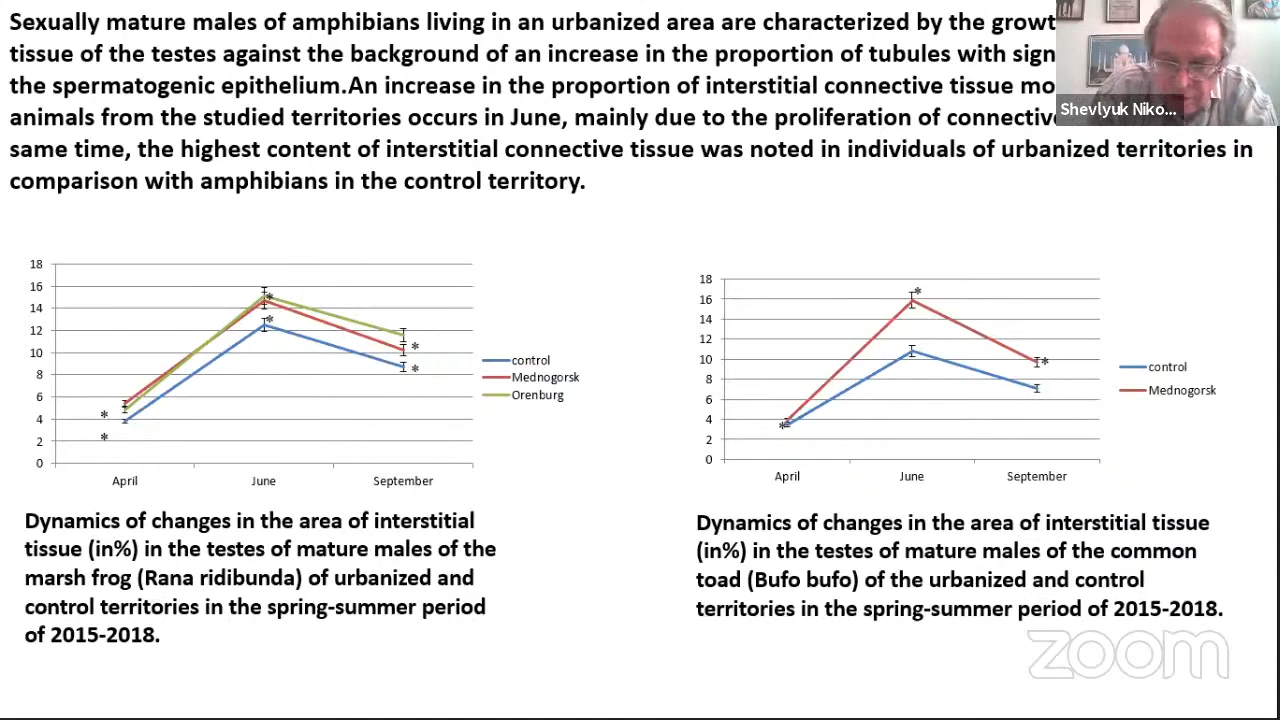 Sexually mature males of amphibians living in an urbanized area are characterized by the
tissue of the testes against the background of an increase in the proportion of tubules with
the spermatogenic epithelium.An increase in the proportion of interstitial connective tissue
animals from the studied territories occurs in June, mainly due to the proliferation of
same time, the highest content of interstitial connective tissue was noted in individuals of urbanized territories in
comparison with amphibians in the control territory.
Shevlyuk Niko...
18
16
14
12
10
8
6
4
2
0
*
*
*
*
*
*
April June September
control
Mednogorsk
Orenburg
Dynamics of changes in the area of interstitial
tissue (in%) in the testes of mature males of the
marsh frog (Rana ridibunda) of urbanized and
control territories in the spring-summer period
of 2015-2018.
18
16
14
12
10
8
6
4
2
0
*
*
*
April June September
control
Mednogorsk
Dynamics of changes in the area of interstitial tissue
(in%) in the testes of mature males of the common
toad (Bufo bufo) of the urbanized and control
territories in the spring-summer period of 2015-2018.
zoom